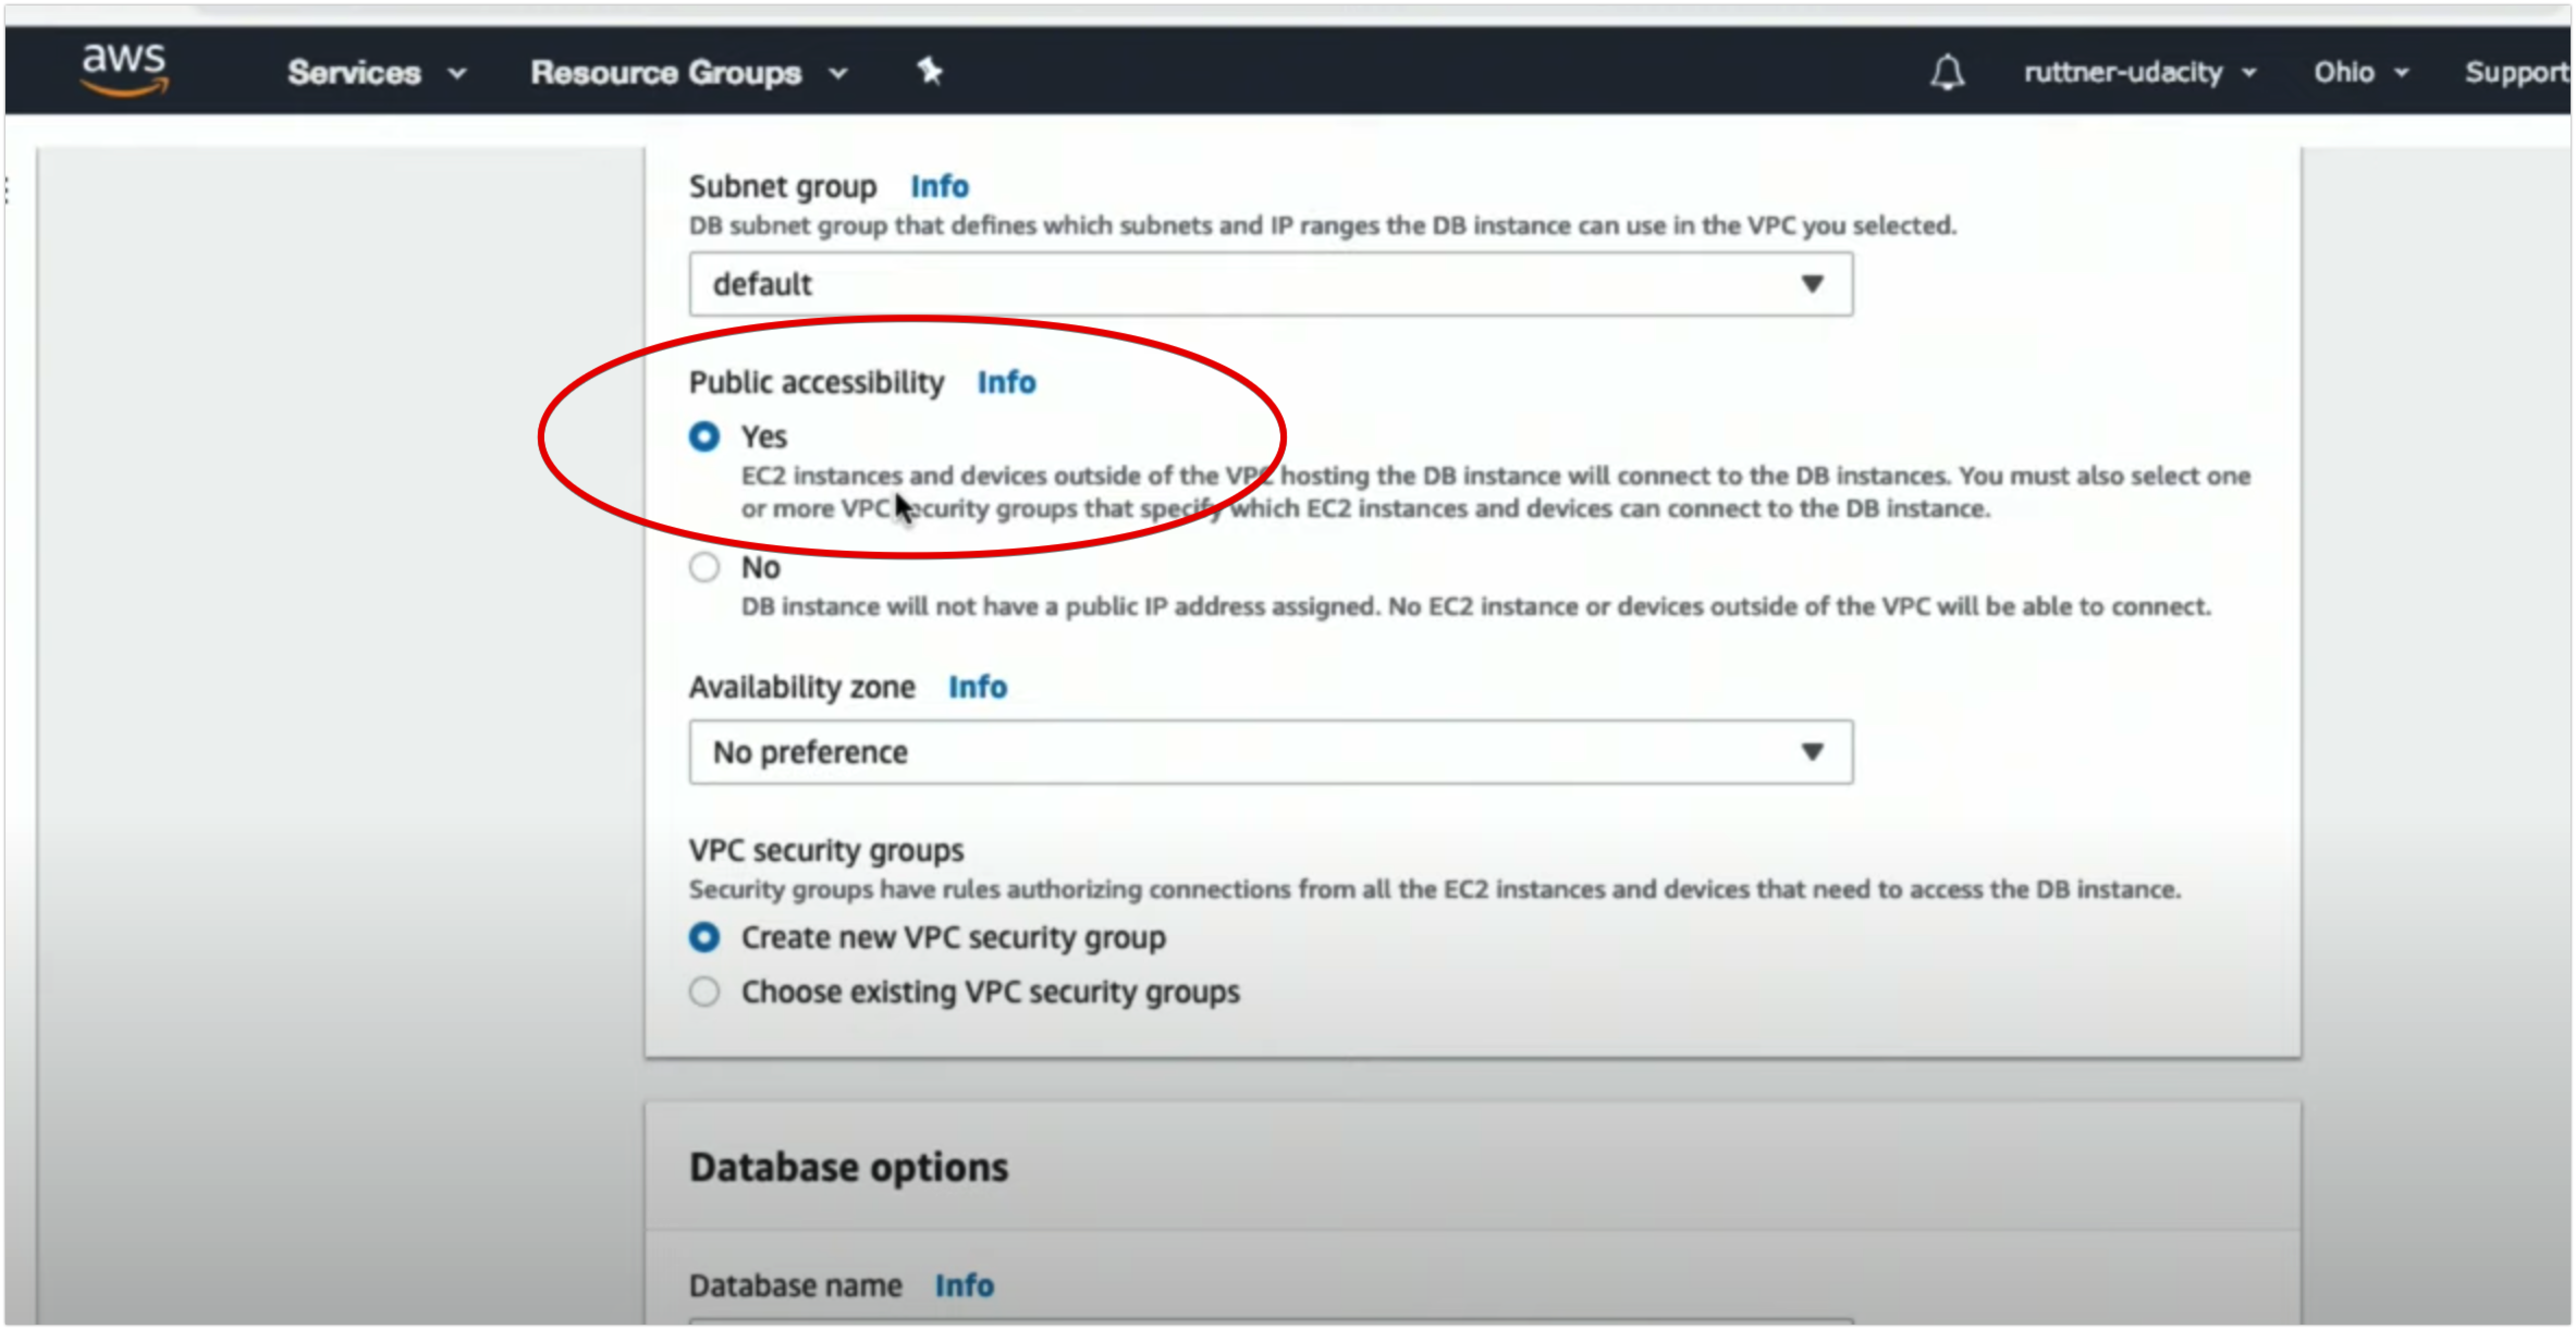 aws Services Resource Groups ruttner-udacity Ohio Support
Subnet group Info
DB subnet group that defines which subnets and IP ranges the DB instance can use in the VPC you selected.
default
Public accessibility Info
Yes
EC2 instances and devices outside of the VPC hosting the DB instance will connect to the DB instances. You must also select one
or more VPC security groups that specify which EC2 instances and devices can connect to the DB instance.
No
DB instance will not have a public IP address assigned. No EC2 instance or devices outside of the VPC will be able to connect.
Availability zone Info
No preference
VPC security groups
Security groups have rules authorizing connections from all the EC2 instances and devices that need to access the DB instance.
Create new VPC security group
Choose existing VPC security groups
Database options
Database name Info